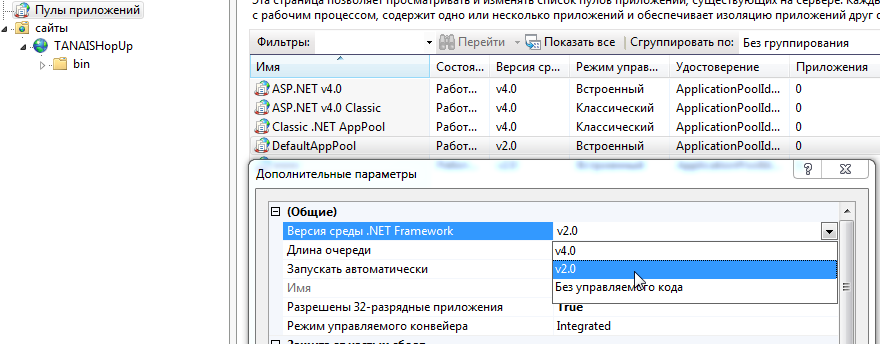 Эта страница позволяет просматривать и изменять список пулов приложений, существующих на сервере. Кажд
с рабочим процессом, содержит одно или несколько приложений и обеспечивает изоляцию приложений друг о
Пулы приложений
сайты
TANAISHopUp
bin
Фильтры: Перейти Показать все Сгруппировать по: Без группирования
Имя Состоя... Версия ср... Режим управ... Удостоверение Приложения
ASP.NET v4.0 Работ... v4.0 Встроенный ApplicationPoolId... 0
ASP.NET v4.0 Classic Работ... v4.0 Классический ApplicationPoolId... 0
Classic .NET AppPool Работ... v4.0 Классический ApplicationPoolId... 0
DefaultAppPool Работ... v2.0 Встроенный ApplicationPoolId... 0
Дополнительные параметры
(Общие)
Версия среды .NET Framework v2.0
Длина очереди v4.0
Запускать автоматически v2.0
Имя Без управляемого кода
Разрешены 32-разрядные приложения True
Режим управляемого конвейера Integrated